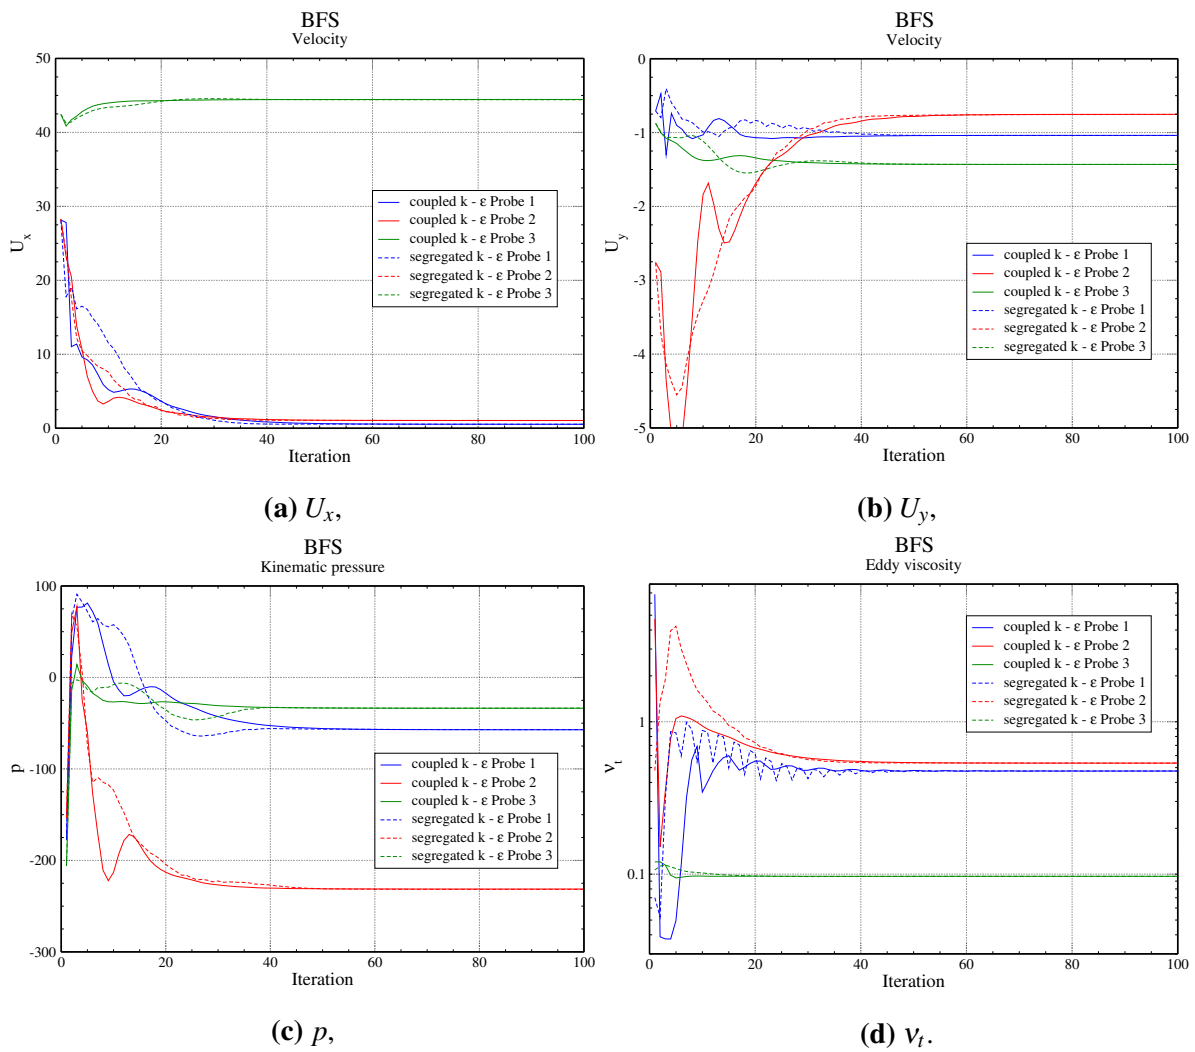 BFS
Velocity
50
40
30
20
10
0
U_x
0 20 40 60 80 100
Iteration
coupled k - ε Probe 1
coupled k - ε Probe 2
coupled k - ε Probe 3
segregated k - ε Probe 1
segregated k - ε Probe 2
segregated k - ε Probe 3
(a) U_x,
BFS
Velocity
0
-1
-2
-3
-4
-5
U_y
0 20 40 60 80 100
Iteration
coupled k - ε Probe 1
coupled k - ε Probe 2
coupled k - ε Probe 3
segregated k - ε Probe 1
segregated k - ε Probe 2
segregated k - ε Probe 3
(b) U_y,
BFS
Kinematic pressure
100
0
-100
-200
-300
p
0 20 40 60 80 100
Iteration
coupled k - ε Probe 1
coupled k - ε Probe 2
coupled k - ε Probe 3
segregated k - ε Probe 1
segregated k - ε Probe 2
segregated k - ε Probe 3
(c) p,
BFS
Eddy viscosity
1
0.1
ν_t
0 20 40 60 80 100
Iteration
coupled k - ε Probe 1
coupled k - ε Probe 2
coupled k - ε Probe 3
segregated k - ε Probe 1
segregated k - ε Probe 2
segregated k - ε Probe 3
(d) ν_t.